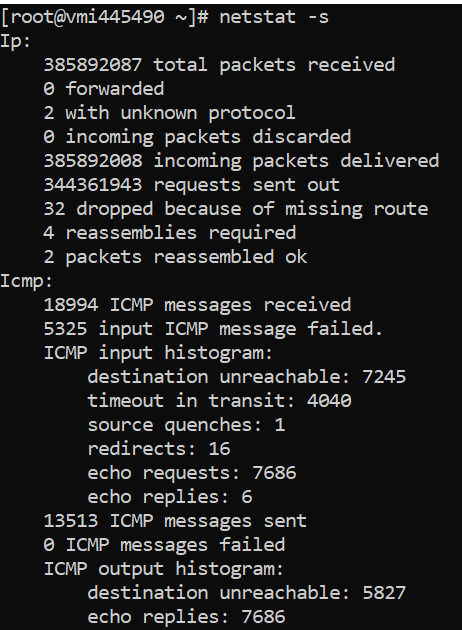 [root@vmi445490 ~]# netstat -s
Ip:
385892087 total packets received
0 forwarded
2 with unknown protocol
0 incoming packets discarded
385892008 incoming packets delivered
344361943 requests sent out
32 dropped because of missing route
4 reassemblies required
2 packets reassembled ok
Icmp:
18994 ICMP messages received
5325 input ICMP message failed.
ICMP input histogram:
destination unreachable: 7245
timeout in transit: 4040
source quenches: 1
redirects: 16
echo requests: 7686
echo replies: 6
13513 ICMP messages sent
0 ICMP messages failed
ICMP output histogram:
destination unreachable: 5827
echo replies: 7686